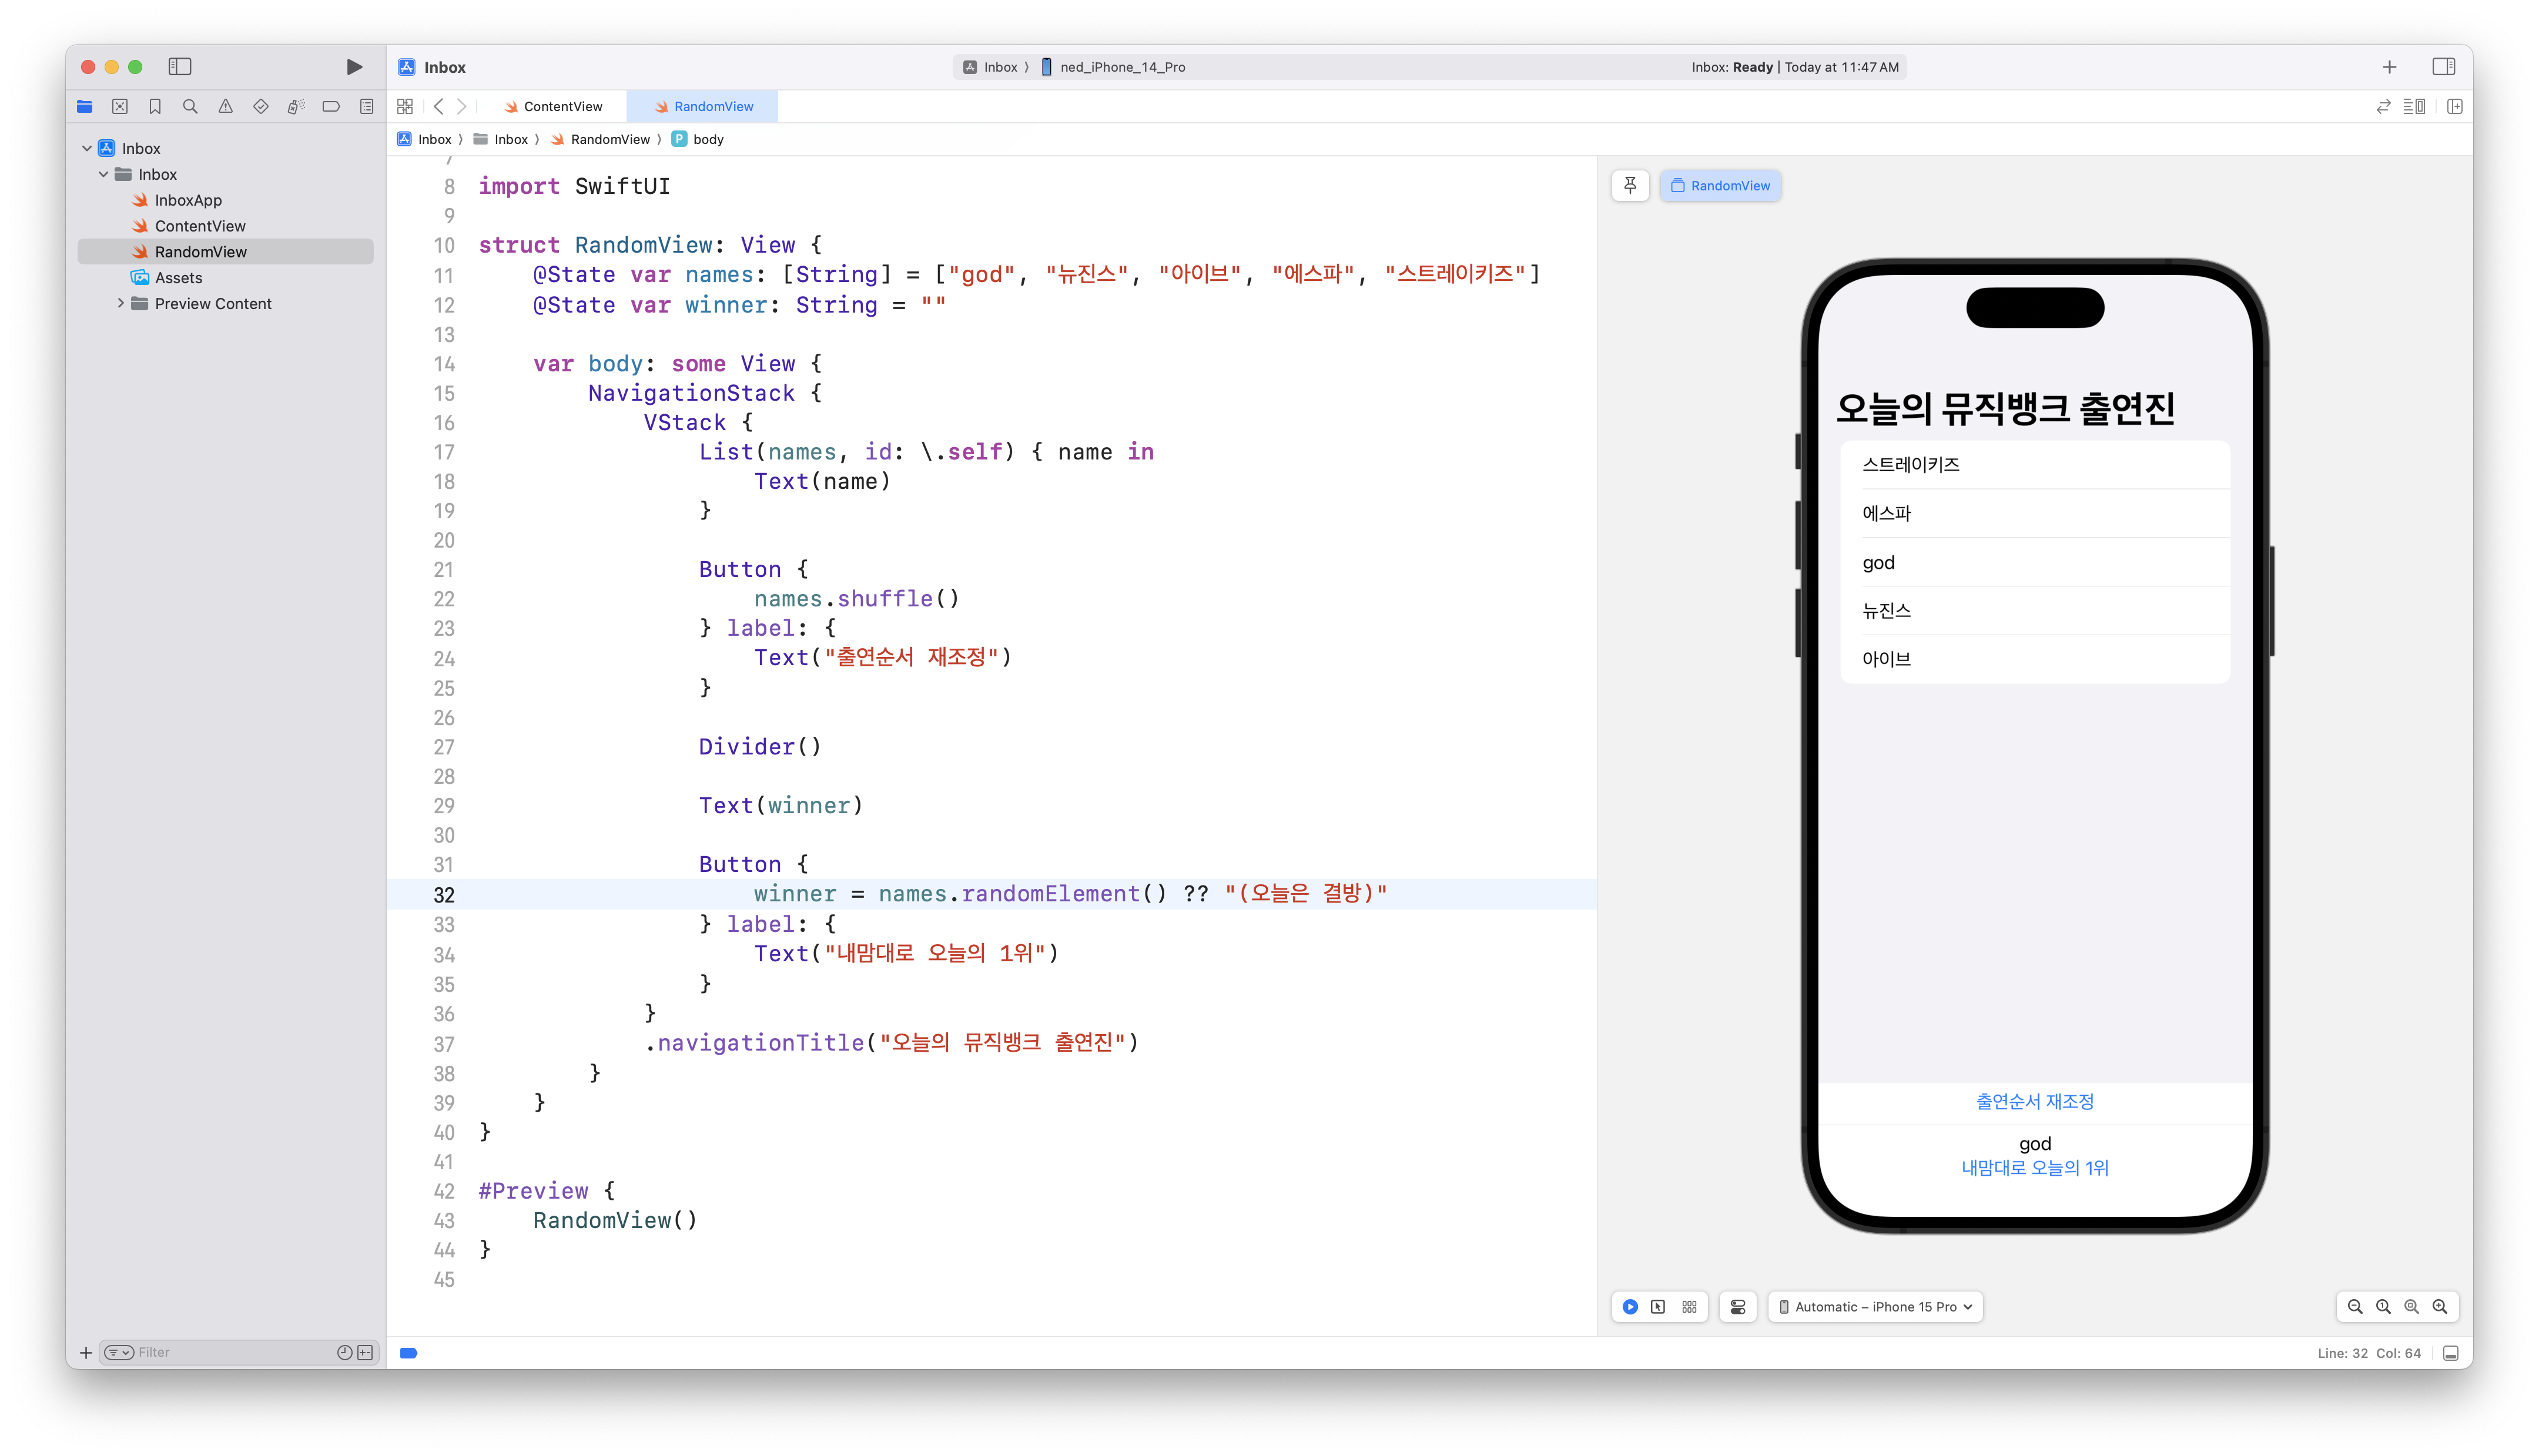 Inbox
Inbox 〉 ned_iPhone_14_Pro
Inbox: Ready | Today at 11:47 AM
ContentView
RandomView
Inbox 〉 Inbox 〉 RandomView 〉 P body
Inbox
Inbox
InboxApp
ContentView
RandomView
Assets
Preview Content
Filter
7
8 import SwiftUI
9
10 struct RandomView: View {
11 @State var names: [String] = ["god", "뉴진스", "아이브", "에스파", "스트레이키즈"]
12 @State var winner: String = ""
13
14 var body: some View {
15 NavigationStack {
16 VStack {
17 List(names, id: \.self) { name in
18 Text(name)
19 }
20
21 Button {
22 names.shuffle()
23 } label: {
24 Text("출연순서 재조정")
25 }
26
27 Divider()
28
29 Text(winner)
30
31 Button {
32 winner = names.randomElement() ?? "(오늘은 결방)"
33 } label: {
34 Text("내맘대로 오늘의 1위")
35 }
36 }
37 .navigationTitle("오늘의 뮤직뱅크 출연진")
38 }
39 }
40 }
41
42 #Preview {
43 RandomView()
44 }
45
RandomView
오늘의 뮤직뱅크 출연진
스트레이키즈
에스파
god
뉴진스
아이브
출연순서 재조정
god
내맘대로 오늘의 1위
Automatic – iPhone 15 Pro
Line: 32 Col: 64